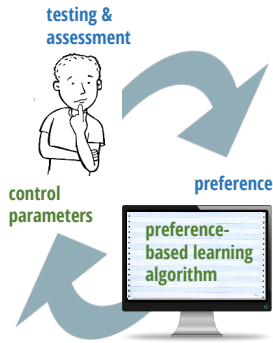 testing &
assessment
preference
control
parameters
preference-
based learning
algorithm